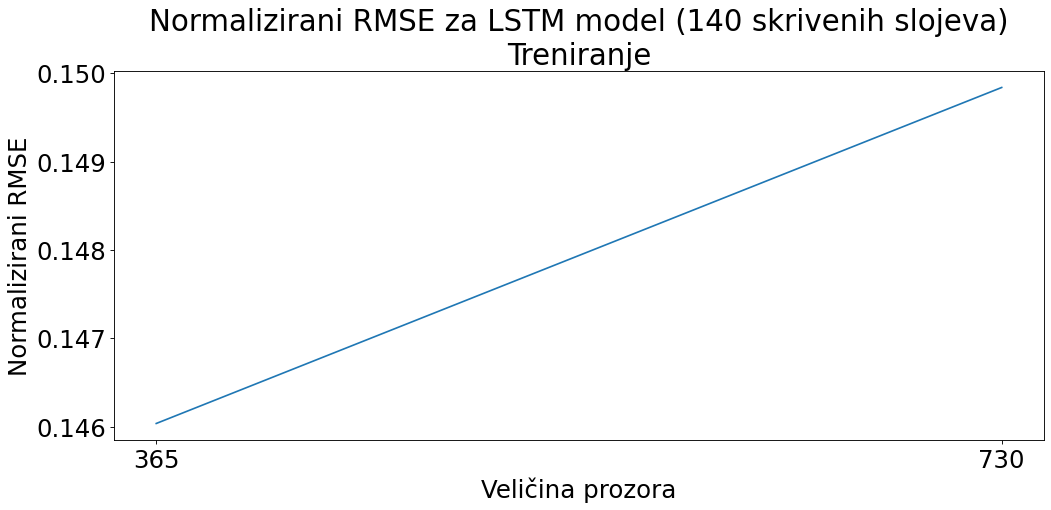 Normalizirani RMSE za LSTM model (140 skrivenih slojeva)
Treniranje
0.150
0.149
0.148
0.147
0.146
Normalizirani RMSE
365
730
Veličina prozora